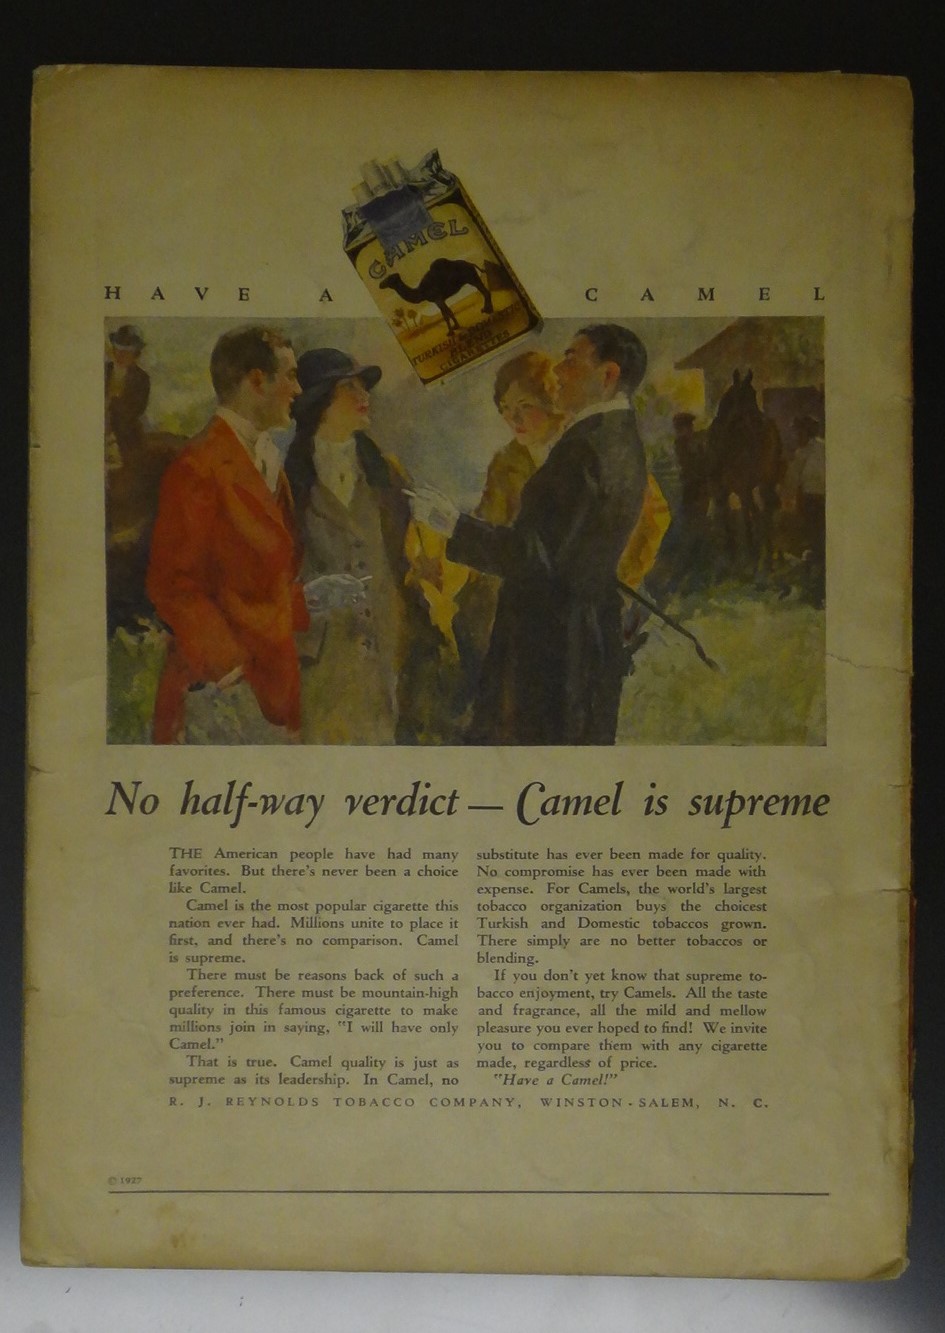 CAMEL
TURKISH & DOMESTIC
BLEND
CIGARETTES
HAVE A CAMEL
No half-way verdict — Camel is supreme
THE American people have had many
favorites. But there's never been a choice
like Camel.
Camel is the most popular cigarette this
nation ever had. Millions unite to place it
first, and there's no comparison. Camel
is supreme.
There must be reasons back of such a
preference. There must be mountain-high
quality in this famous cigarette to make
millions join in saying, "I will have only
Camel."
That is true. Camel quality is just as
supreme as its leadership. In Camel, no
substitute has ever been made for quality.
No compromise has ever been made with
expense. For Camels, the world's largest
tobacco organization buys the choicest
Turkish and Domestic tobaccos grown.
There simply are no better tobaccos or
blending.
If you don't yet know that supreme to-
bacco enjoyment, try Camels. All the taste
and fragrance, all the mild and mellow
pleasure you ever hoped to find! We invite
you to compare them with any cigarette
made, regardless of price.
"Have a Camel!"
R. J. REYNOLDS TOBACCO COMPANY, WINSTON-SALEM, N. C.
© 1927